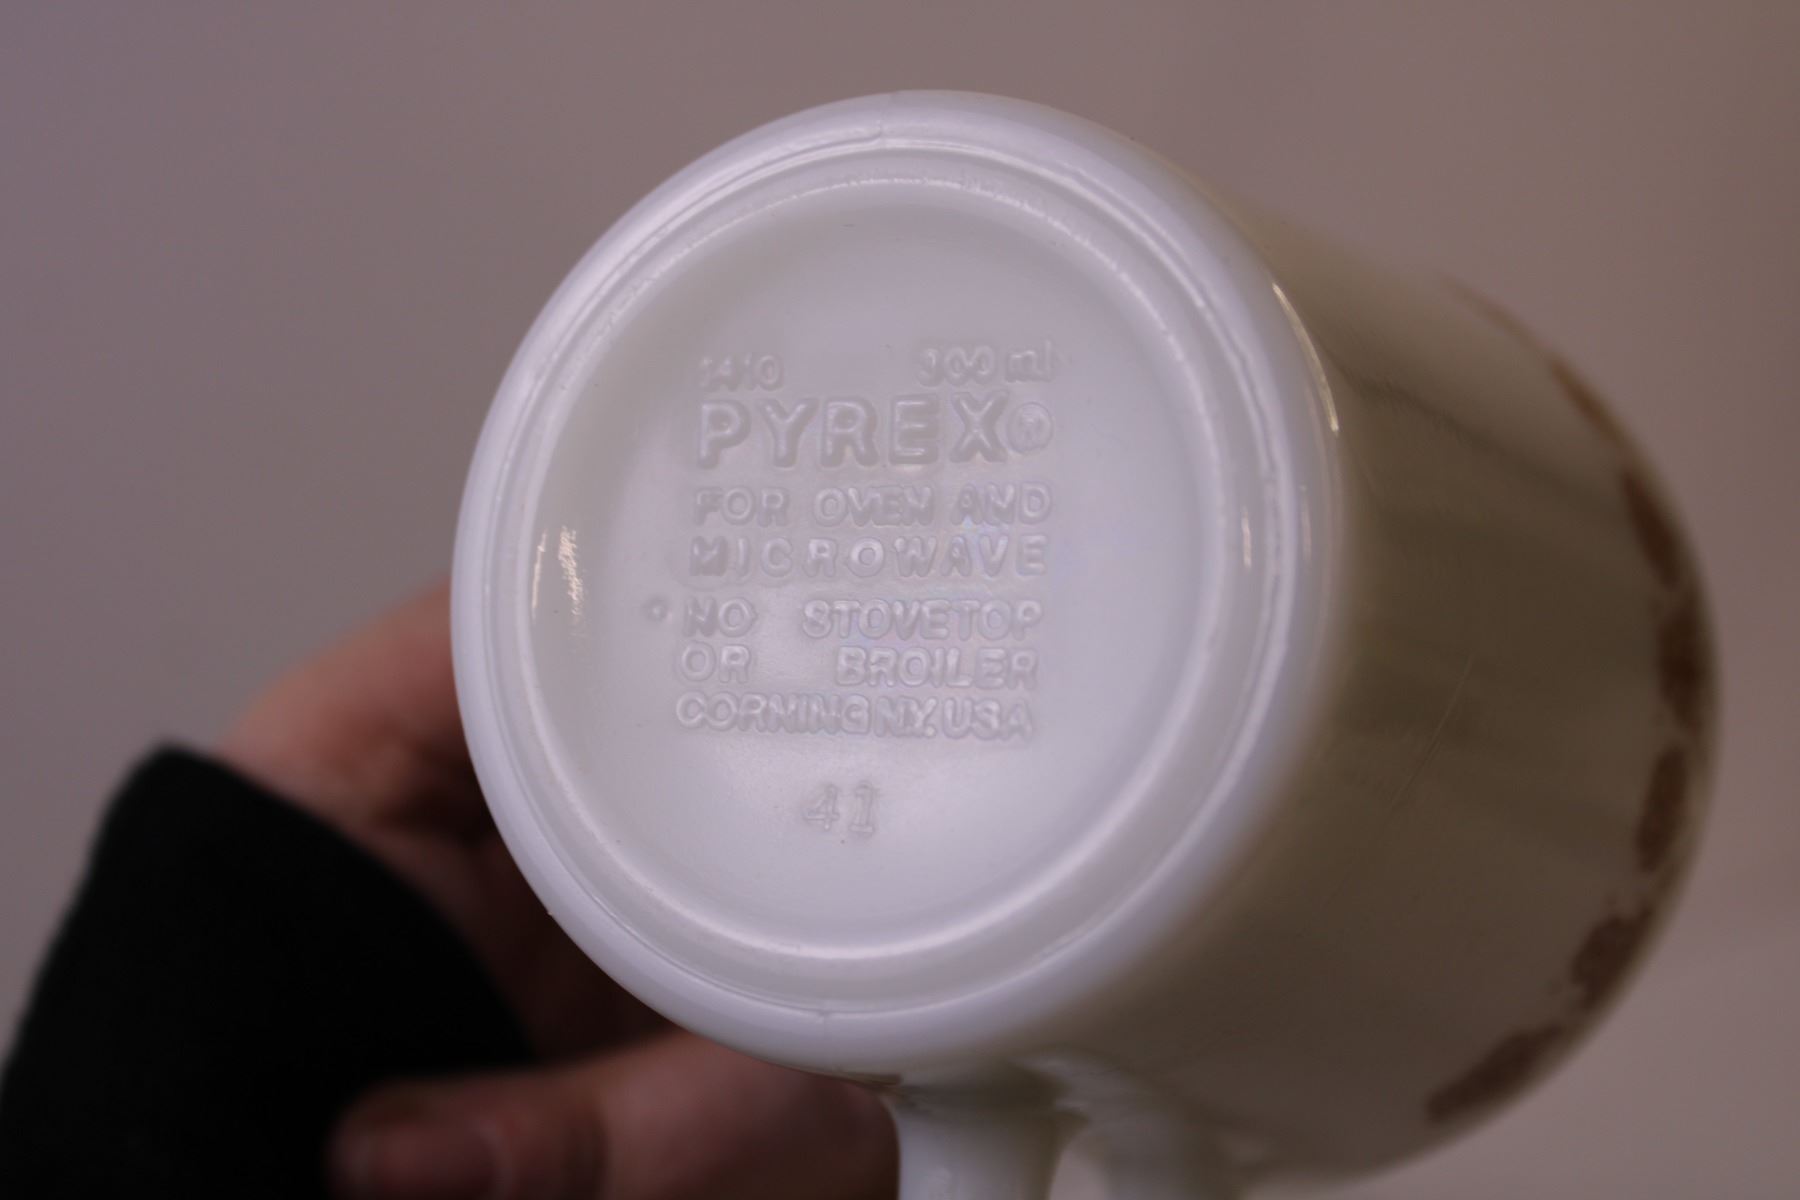 1410 300 ml
PYREX®
FOR OVEN AND
MICROWAVE
NO STOVETOP
OR BROILER
CORNING N.Y. USA
41